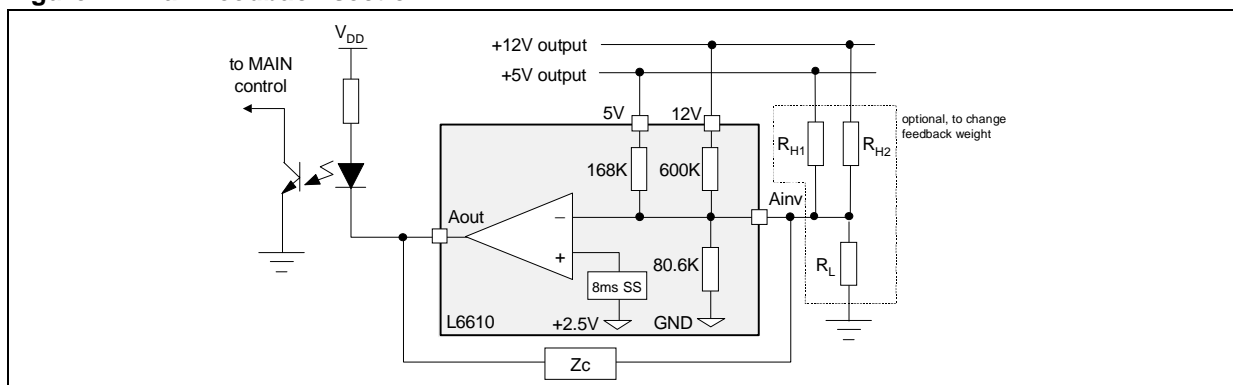 V_DD
to MAIN
control
+12V output
+5V output
5V
12V
optional, to change
feedback weight
R_H1
R_H2
168K
600K
Ainv
Aout
–
+
80.6K
8ms SS
R_L
+2.5V
GND
L6610
Zc